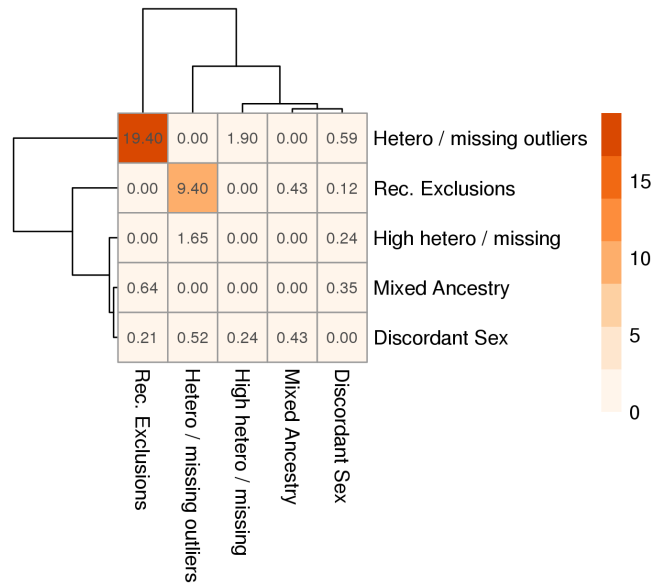 19.40 0.00 1.90 0.00 0.59 Hetero / missing outliers
0.00 9.40 0.00 0.43 0.12 Rec. Exclusions
0.00 1.65 0.00 0.00 0.24 High hetero / missing
0.64 0.00 0.00 0.00 0.35 Mixed Ancestry
0.21 0.52 0.24 0.43 0.00 Discordant Sex
Rec. Exclusions
Hetero / missing outliers
High hetero / missing
Mixed Ancestry
Discordant Sex
15
10
5
0